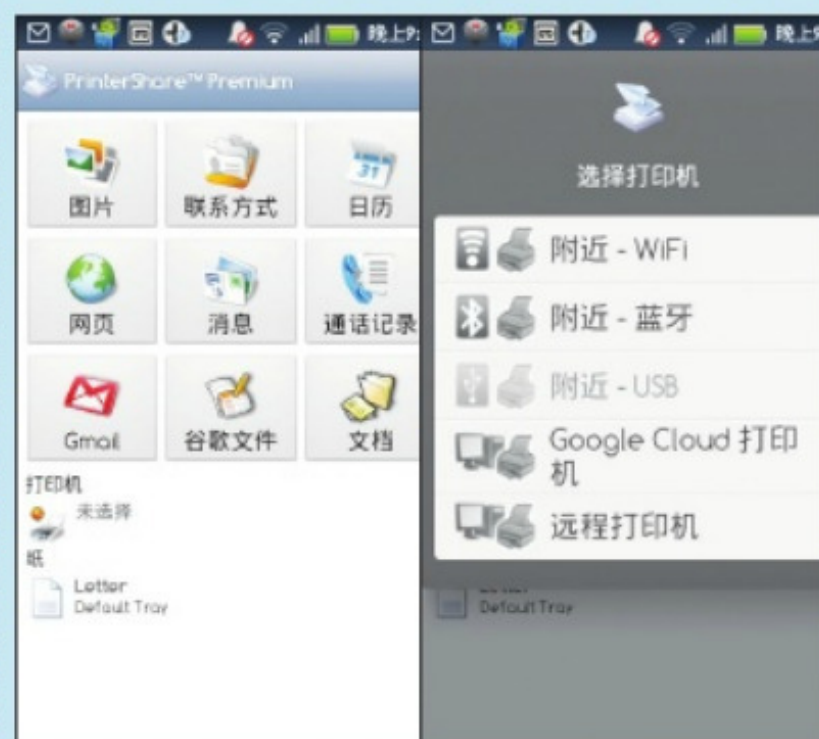 晚上9:
PrinterShare™ Premium
图片
联系方式
日历
31
网页
消息
通话记录
Gmail
谷歌文件
文档
打印机
未选择
纸
Letter
Default Tray
晚上9
选择打印机
附近 - WiFi
附近 - 蓝牙
附近 - USB
Google Cloud 打印
机
远程打印机
Default Tray